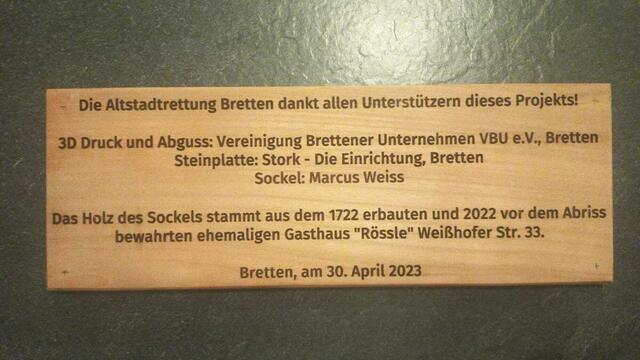 Die Altstadtrettung Bretten dankt allen Unterstützern dieses Projekts!
3D Druck und Abguss: Vereinigung Brettener Unternehmen VBU e.V., Bretten
Steinplatte: Stork - Die Einrichtung, Bretten
Sockel: Marcus Weiss
Das Holz des Sockels stammt aus dem 1722 erbauten und 2022 vor dem Abriss
bewahrten ehemaligen Gasthaus "Rössle" Weißhofer Str. 33.
Bretten, am 30. April 2023